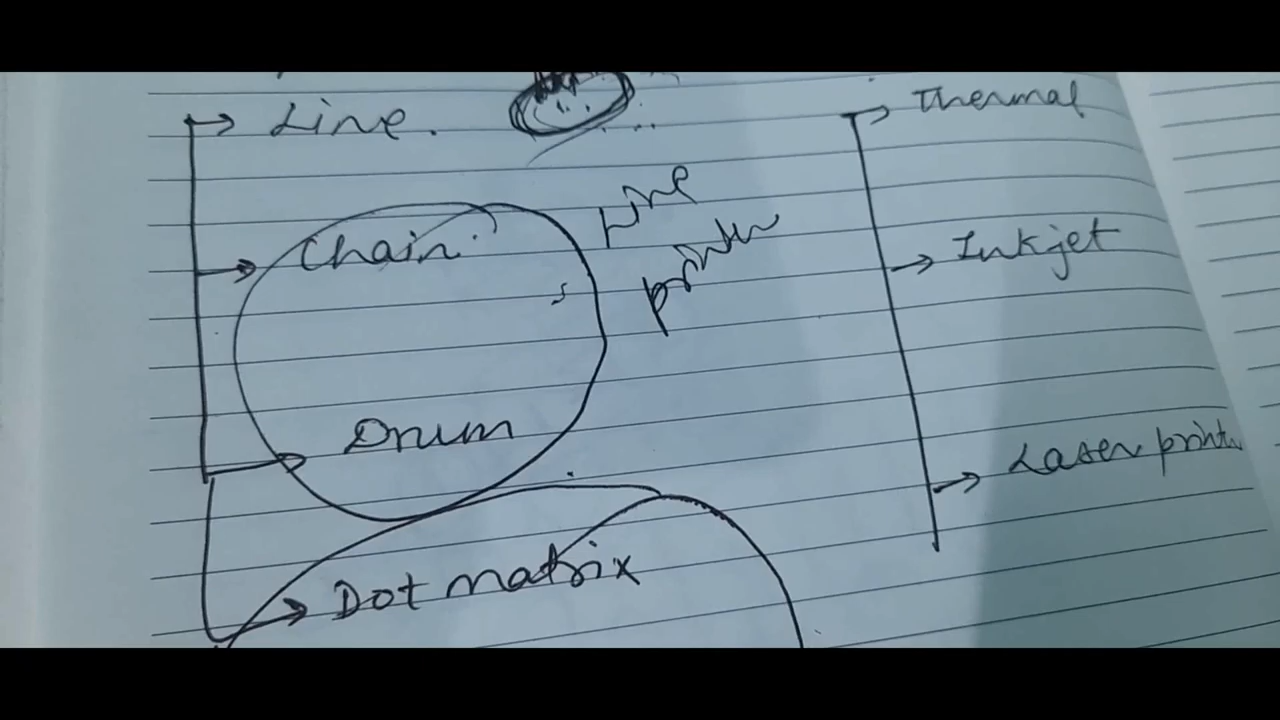 Line.
Chain.
Line
printer
Drum
Dot matrix
Thermal
Inkjet
Laser printer